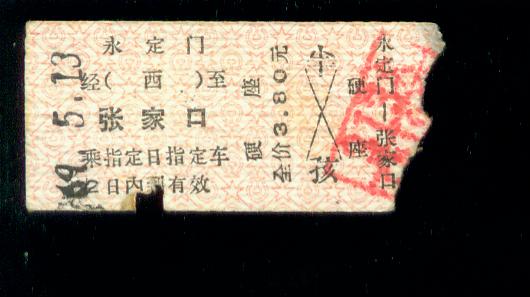 永定门
经(西)至
张家口
乘指定日指定车
2日内到有效
硬座
全价3.80元
半
孩
硬座
永定门—张家口
69 5.13